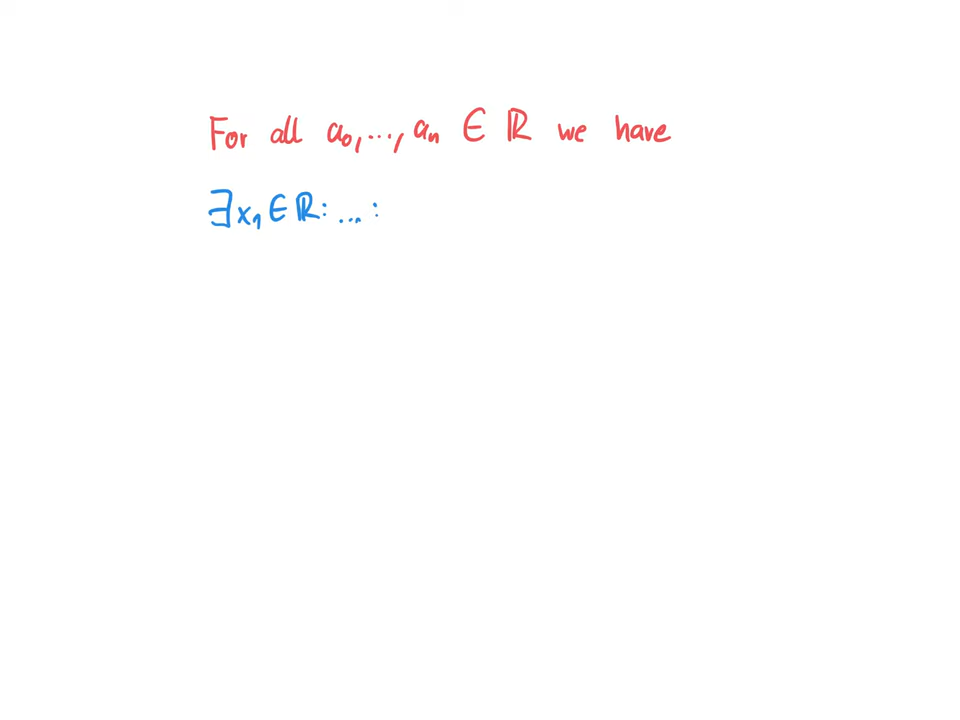 For all a₀,...,aₙ ∈ ℝ we have
∃x₁∈ℝ: ... :